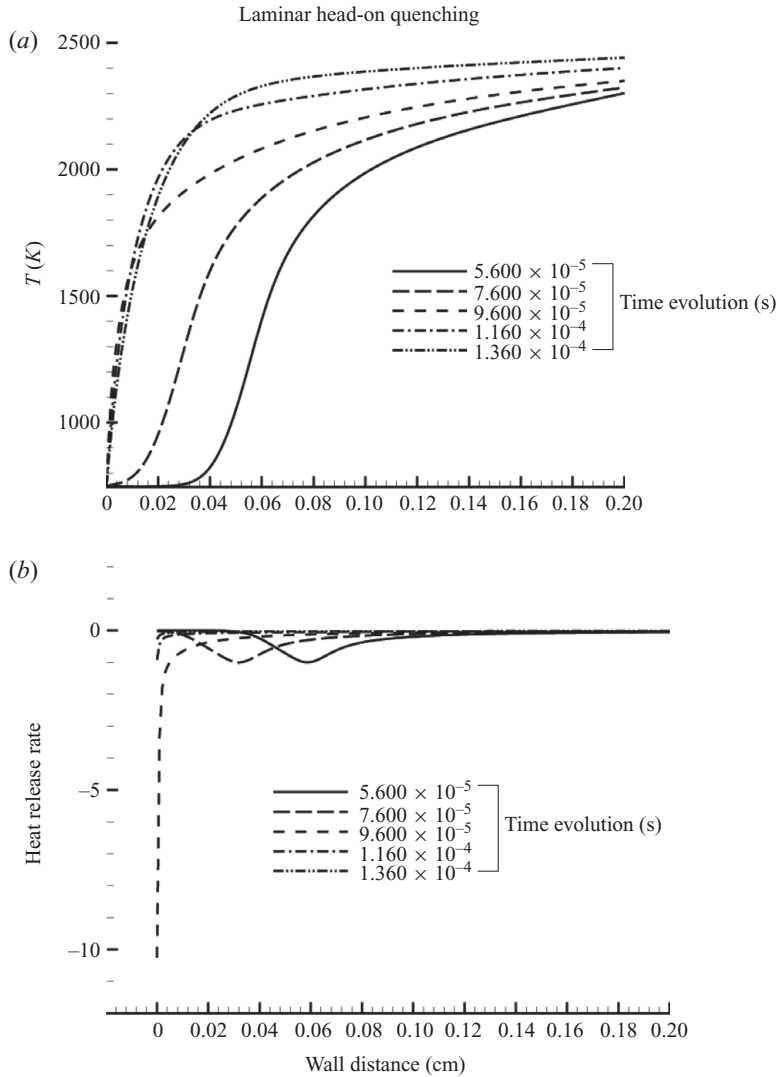 Laminar head-on quenching
(a)
2500
2000
1500
1000
T (K)
5.600 × 10⁻⁵
7.600 × 10⁻⁵
9.600 × 10⁻⁵
1.160 × 10⁻⁴
1.360 × 10⁻⁴
Time evolution (s)
0 0.02 0.04 0.06 0.08 0.10 0.12 0.14 0.16 0.18 0.20
(b)
0
−5
−10
Heat release rate
5.600 × 10⁻⁵
7.600 × 10⁻⁵
9.600 × 10⁻⁵
1.160 × 10⁻⁴
1.360 × 10⁻⁴
Time evolution (s)
0 0.02 0.04 0.06 0.08 0.10 0.12 0.14 0.16 0.18 0.20
Wall distance (cm)